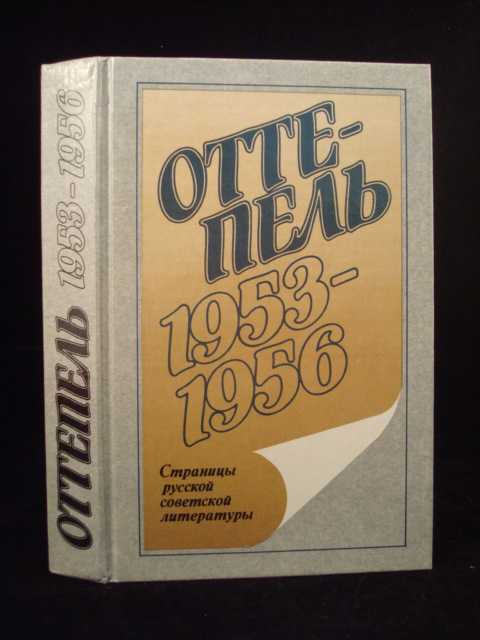 ОТТЕПЕЛЬ 1953–1956
ОТТЕ-
ПЕЛЬ
1953–
1956
Страницы
русской
советской
литературы